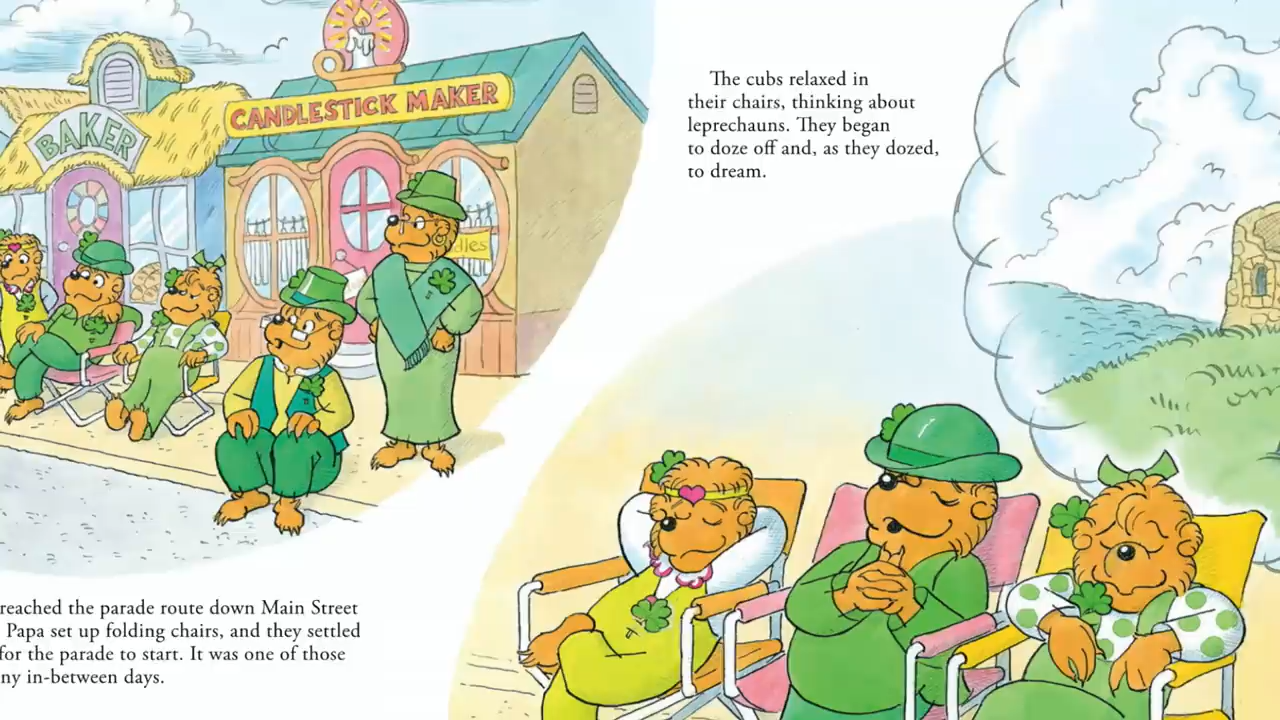 BAKER
CANDLESTICK MAKER
dles
The cubs relaxed in
their chairs, thinking about
leprechauns. They began
to doze off and, as they dozed,
to dream.
reached the parade route down Main Street
Papa set up folding chairs, and they settled
for the parade to start. It was one of those
ny in-between days.